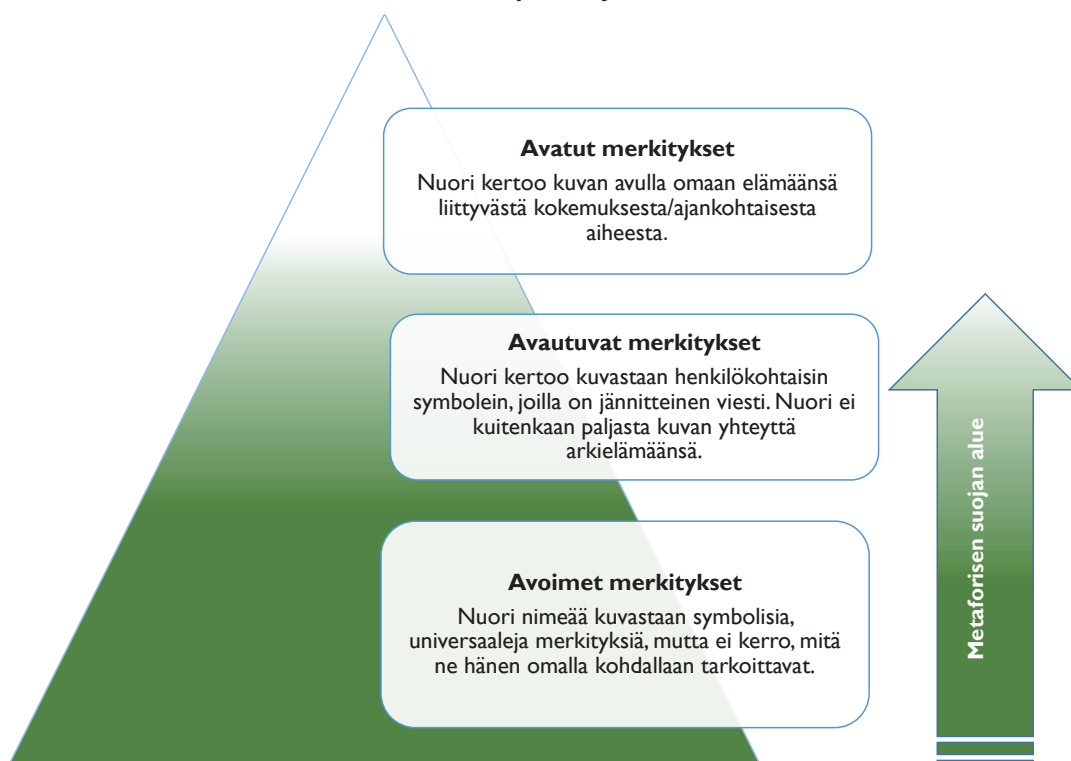 Avatut merkitykset
Nuori kertoo kuvan avulla omaan elämäänsä
liittyvästä kokemuksesta/ajankohtaisesta
aiheesta.
Avautuvat merkitykset
Nuori kertoo kuvastaan henkilökohtaisin
symbolein, joilla on jännitteinen viesti. Nuori ei
kuitenkaan paljasta kuvan yhteyttä
arkielämäänsä.
Metaforisen suojan alue
Avoimet merkitykset
Nuori nimeää kuvastaan symbolisia,
universaaleja merkityksiä, mutta ei kerro, mitä
ne hänen omalla kohdallaan tarkoittavat.